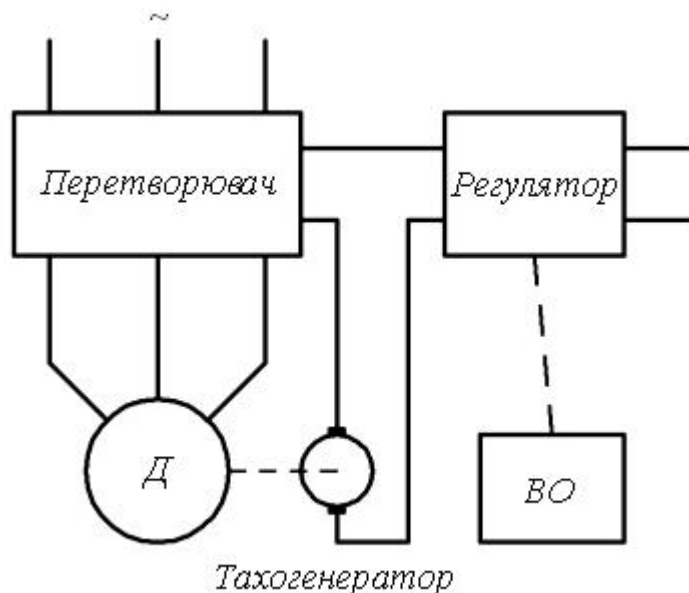 ~
Перетворювач
Регулятор
Д
ВО
Тахогенератор